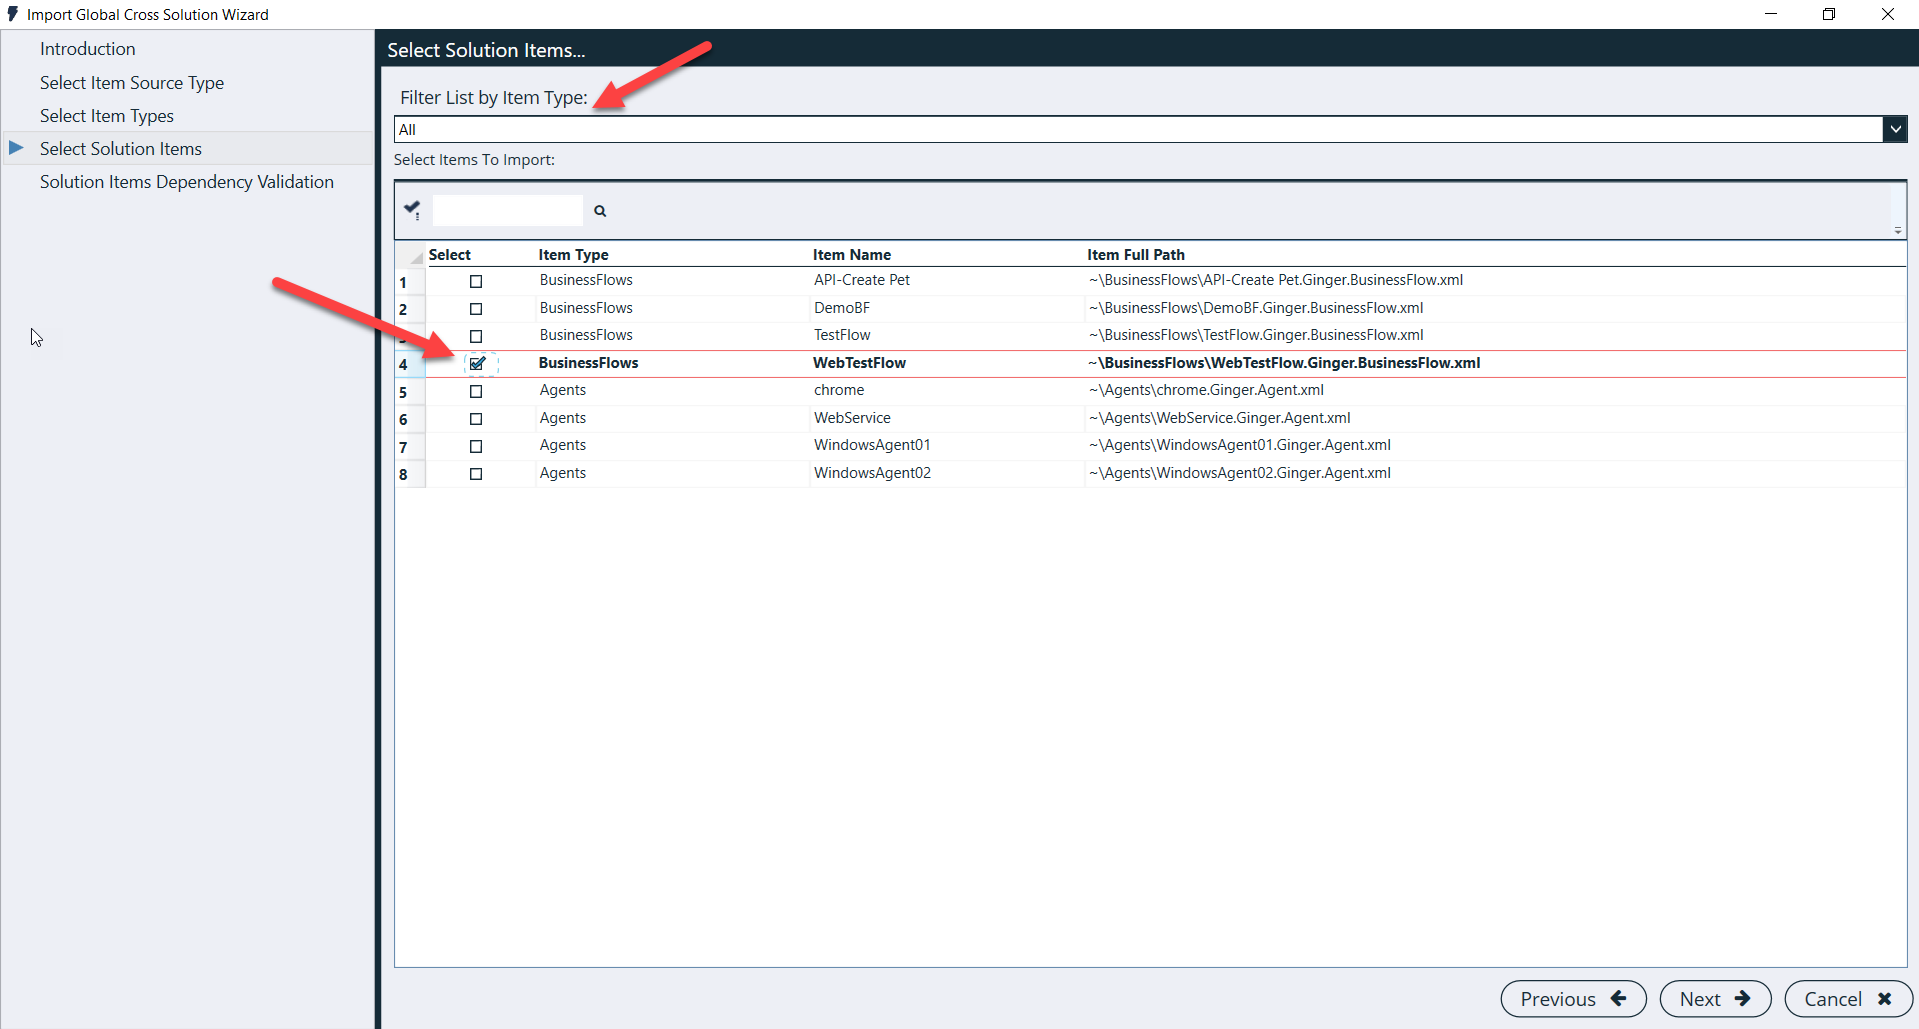 Import Global Cross Solution Wizard
Introduction
Select Item Source Type
Select Item Types
Select Solution Items
Solution Items Dependency Validation
Select Solution Items...
Filter List by Item Type:
All
Select Items To Import:
Select Item Type Item Name Item Full Path
1 BusinessFlows API-Create Pet ~\BusinessFlows\API-Create Pet.Ginger.BusinessFlow.xml
2 BusinessFlows DemoBF ~\BusinessFlows\DemoBF.Ginger.BusinessFlow.xml
BusinessFlows TestFlow ~\BusinessFlows\TestFlow.Ginger.BusinessFlow.xml
4 BusinessFlows WebTestFlow ~\BusinessFlows\WebTestFlow.Ginger.BusinessFlow.xml
5 Agents chrome ~\Agents\chrome.Ginger.Agent.xml
6 Agents WebService ~\Agents\WebService.Ginger.Agent.xml
7 Agents WindowsAgent01 ~\Agents\WindowsAgent01.Ginger.Agent.xml
8 Agents WindowsAgent02 ~\Agents\WindowsAgent02.Ginger.Agent.xml
Previous Next Cancel